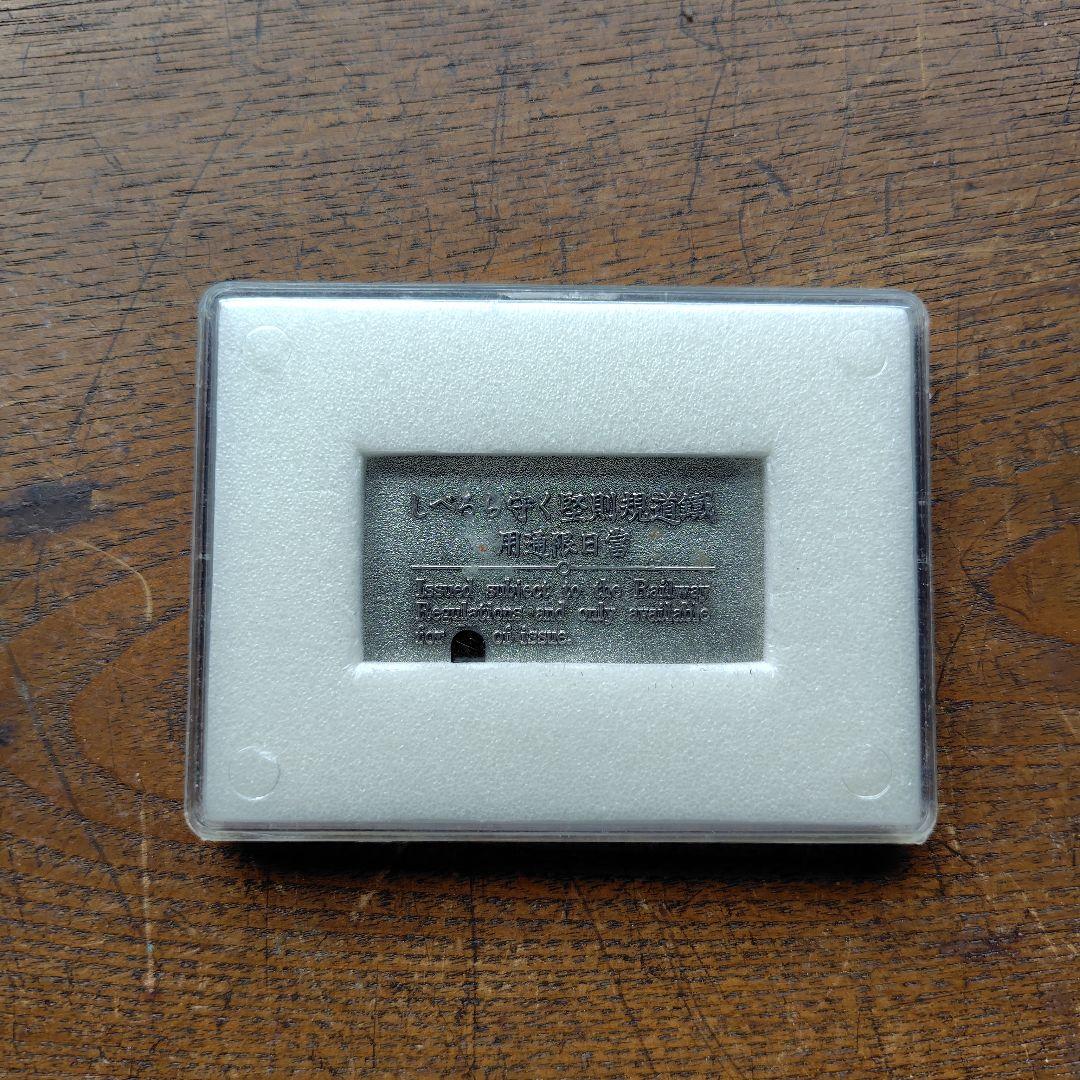 鐵道規則堅く守らるべし
當日限通用
Issued subject to the Railway
Regulations and only available
for of issue.